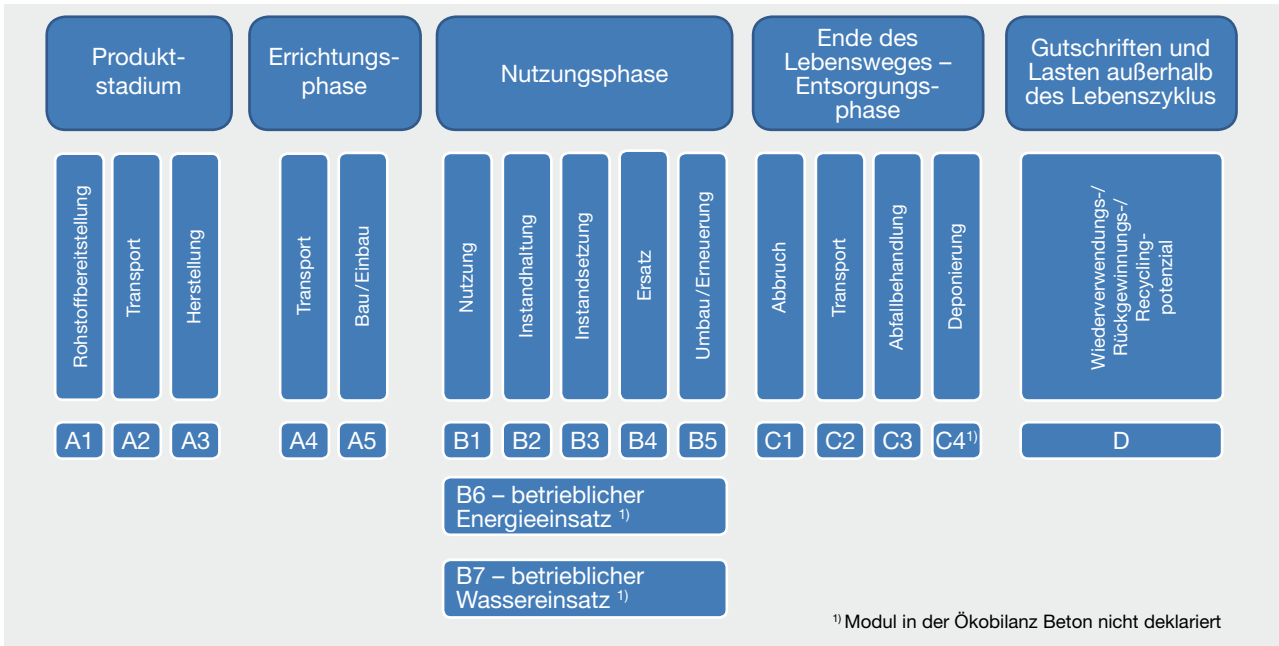 Produkt-
stadium
Errichtungs-
phase
Nutzungsphase
Ende des
Lebensweges –
Entsorgungs-
phase
Gutschriften und
Lasten außerhalb
des Lebenszyklus
Rohstoffbereitstellung
Transport
Herstellung
Transport
Bau/Einbau
Nutzung
Instandhaltung
Instandsetzung
Ersatz
Umbau/Erneuerung
Abbruch
Transport
Abfallbehandlung
Deponierung
Wiederverwendungs-/
Rückgewinnungs-/
Recycling-
potenzial
A1
A2
A3
A4
A5
B1
B2
B3
B4
B5
C1
C2
C3
C4 1)
D
B6 – betrieblicher
Energieeinsatz 1)
B7 – betrieblicher
Wassereinsatz 1)
1) Modul in der Ökobilanz Beton nicht deklariert